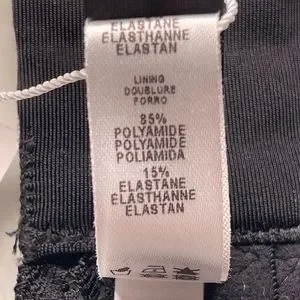 ELASTANE
ELASTHANNE
ELASTAN
LINING
DOUBLURE
FORRO
85%
POLYAMIDE
POLYAMIDE
POLIAMIDA
15%
ELASTANE
ELASTHANNE
ELASTAN